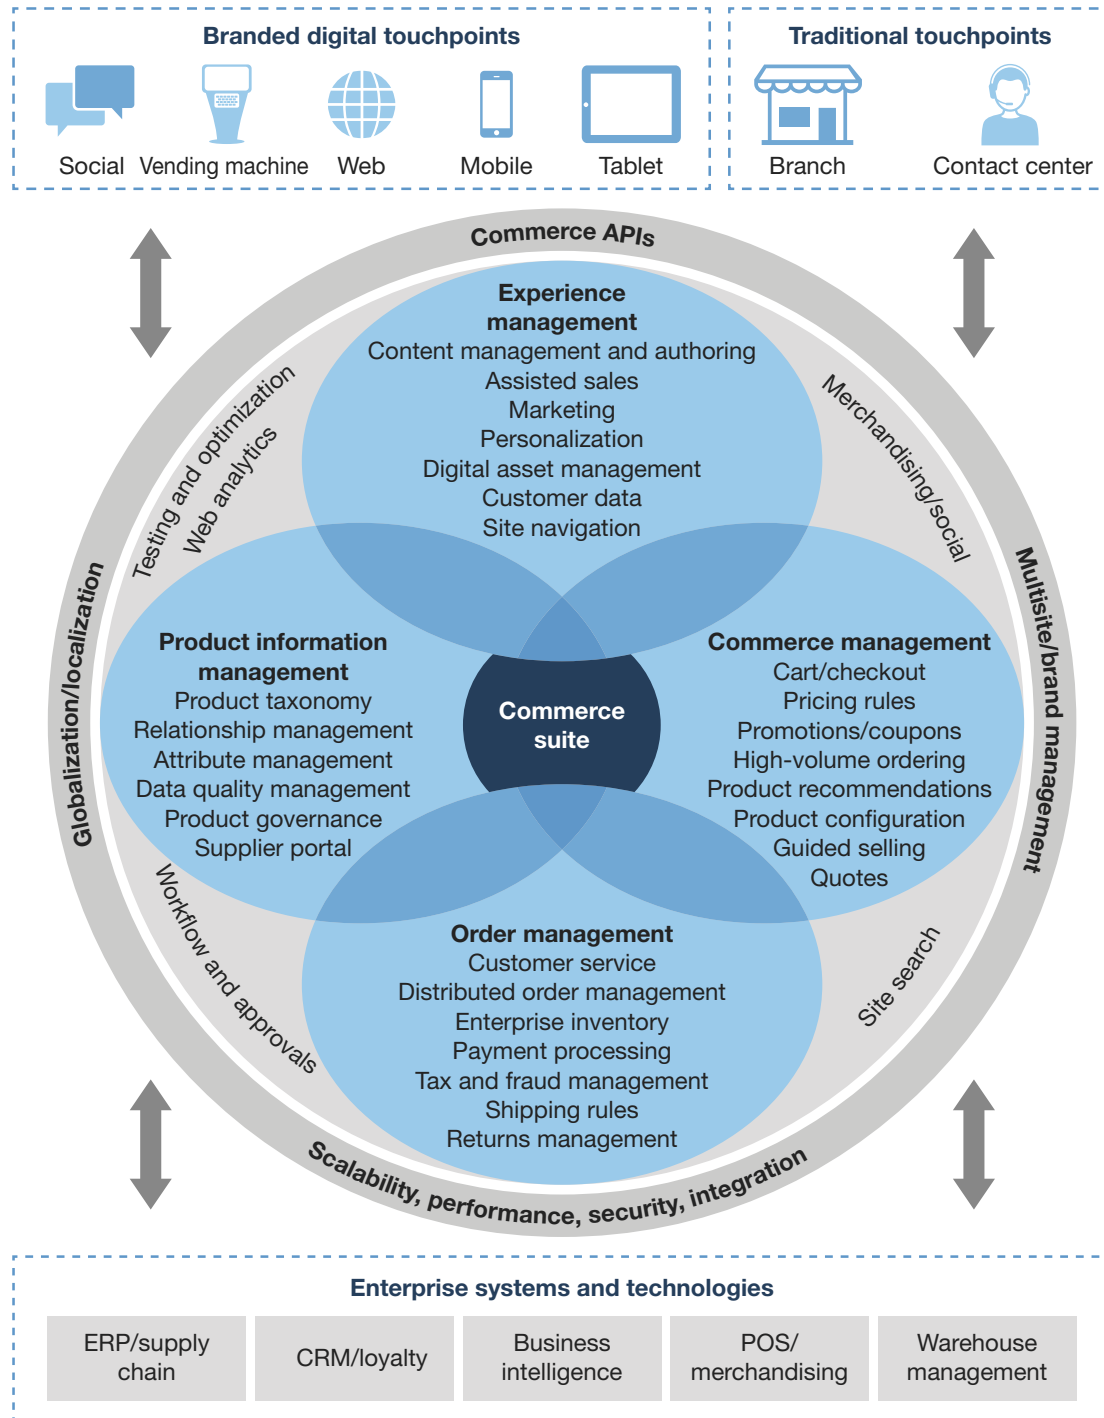 Branded digital touchpoints
Social
Vending machine
Web
Mobile
Tablet
Traditional touchpoints
Branch
Contact center
Commerce APIs
Globalization/localization
Multisite/brand management
Scalability, performance, security, integration
Testing and optimization
Web analytics
Merchandising/social
Workflow and approvals
Site search
Experience
management
Content management and authoring
Assisted sales
Marketing
Personalization
Digital asset management
Customer data
Site navigation
Product information
management
Product taxonomy
Relationship management
Attribute management
Data quality management
Product governance
Supplier portal
Commerce
suite
Commerce management
Cart/checkout
Pricing rules
Promotions/coupons
High-volume ordering
Product recommendations
Product configuration
Guided selling
Quotes
Order management
Customer service
Distributed order management
Enterprise inventory
Payment processing
Tax and fraud management
Shipping rules
Returns management
Enterprise systems and technologies
ERP/supply
chain
CRM/loyalty
Business
intelligence
POS/
merchandising
Warehouse
management